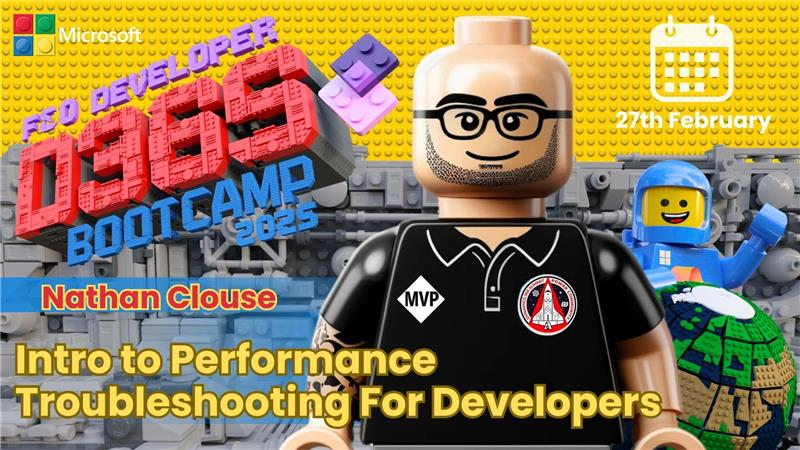 Microsoft
F&O DEVELOPER
D365
BOOTCAMP
2025
27th February
MVP
Nathan Clouse
Intro to Performance
Troubleshooting For Developers